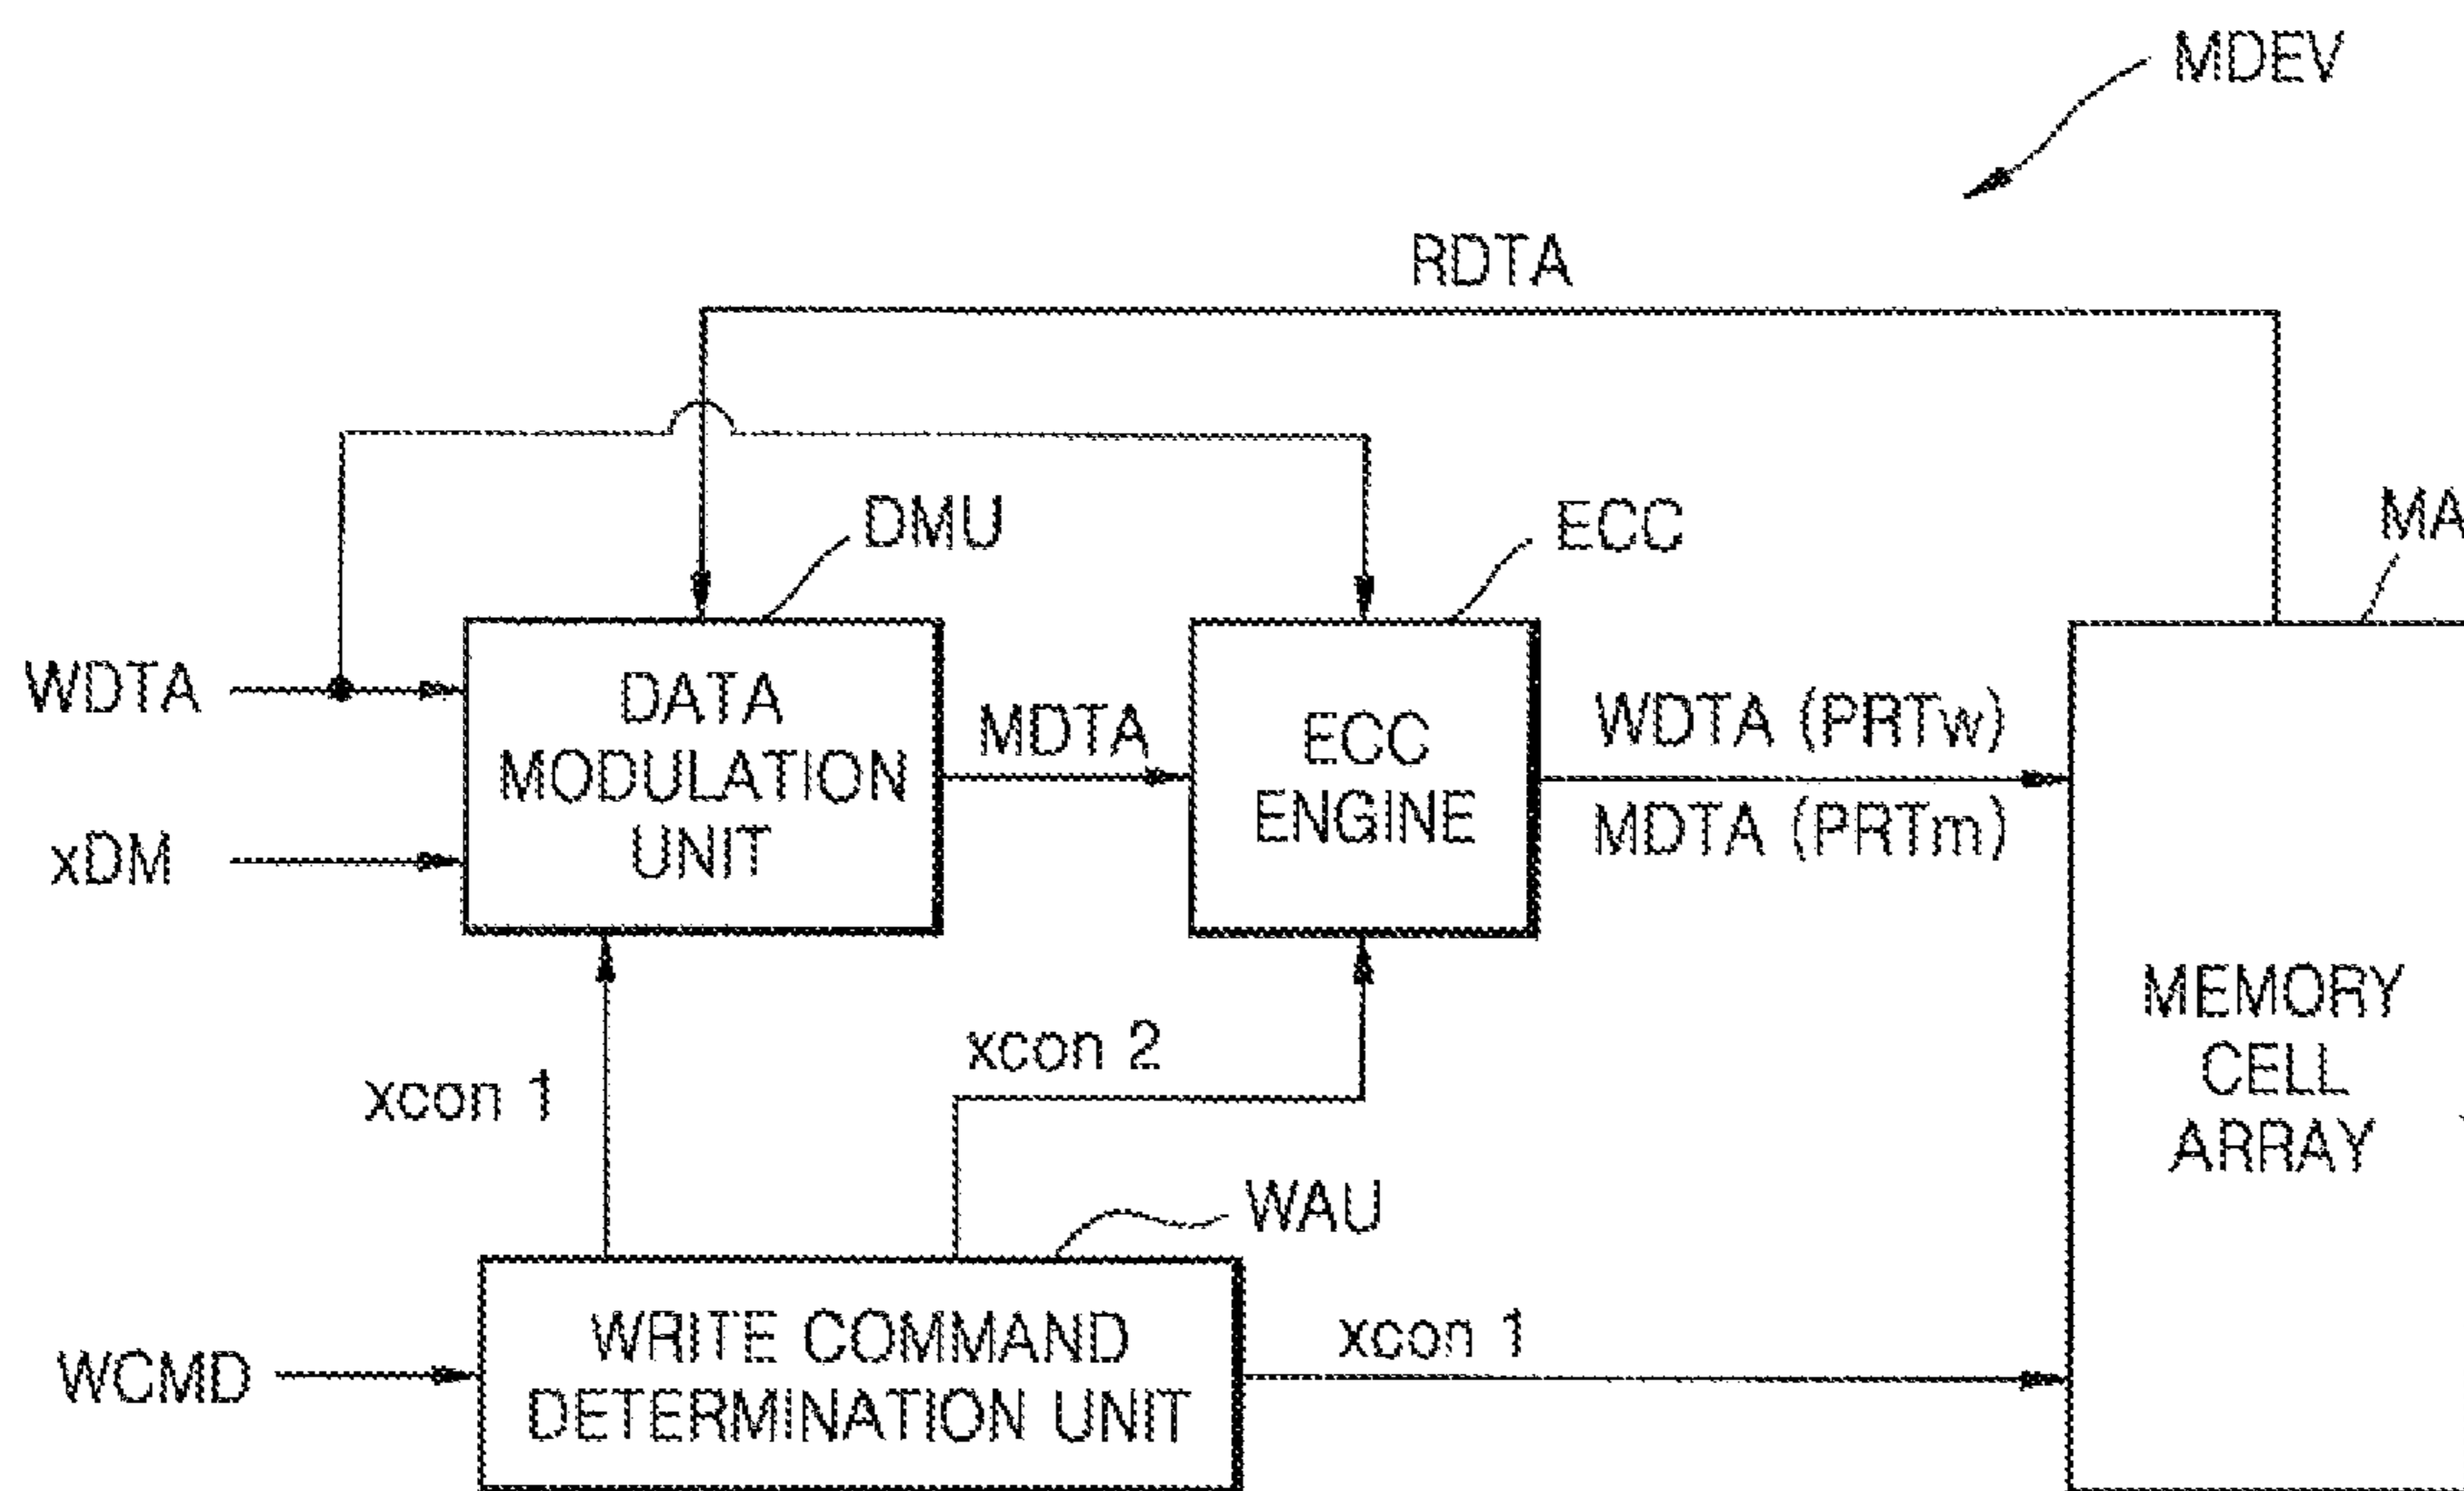 MDEV
RDTA
DMU
ECC
MA
WDTA
DATA
MODULATION
UNIT
MDTA
ECC
ENGINE
WDTA (PRTw)
MDTA (PRTm)
xDM
MEMORY
CELL
ARRAY
xcon 1
xcon 2
WAU
WCMD
WRITE COMMAND
DETERMINATION UNIT
xcon 1